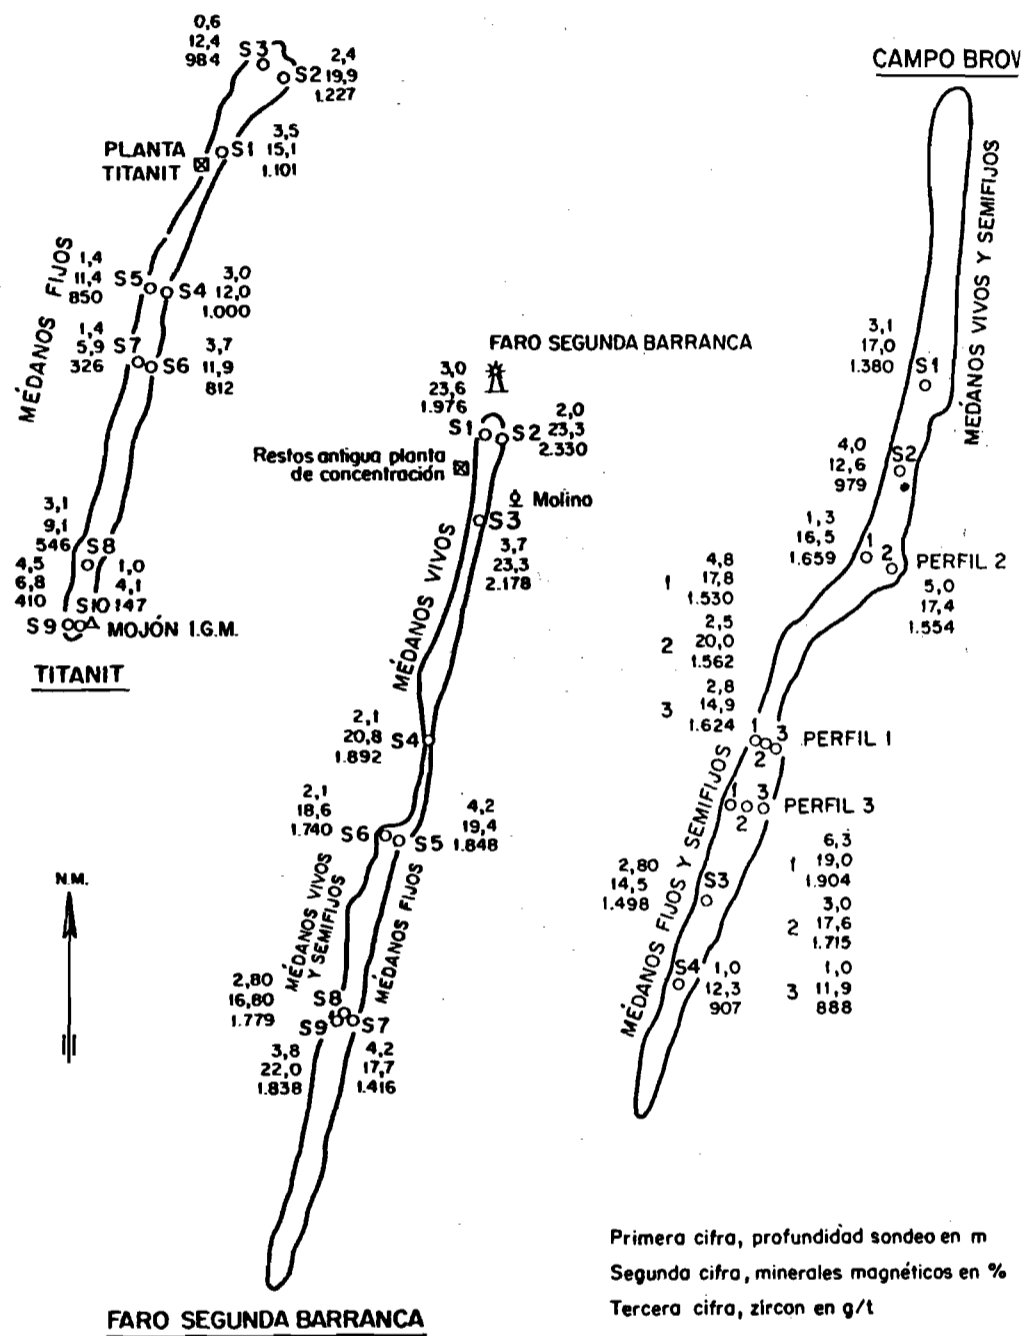 0,6
12,4
984
S3
2,4
S2 19,9
1.227
PLANTA
TITANIT
S1
3,5
15,1
1.101
MÉDANOS FIJOS
1,4
11,4
850
S5
S4
3,0
12,0
1.000
1,4
5,9
326
S7
S6
3,7
11,9
812
3,1
9,1
546
S8
4,5
6,8
410
1,0
4,1
147
S10
S9
MOJÓN I.G.M.
TITANIT
FARO SEGUNDA BARRANCA
3,0
23,6
1.976
S1
S2
2,0
23,3
2.330
Restos antigua planta
de concentración
Molino
S3
3,7
23,3
2.178
MÉDANOS VIVOS
2,1
20,8
1.892
S4
2,1
18,6
1.740
S6
S5
4,2
19,4
1.848
MÉDANOS VIVOS
Y SEMIFIJOS
MÉDANOS FIJOS
2,80
16,80
1.779
S8
S9
S7
3,8
22,0
1.838
4,2
17,7
1.416
N.M.
FARO SEGUNDA BARRANCA
CAMPO BROW
MÉDANOS VIVOS Y SEMIFIJOS
3,1
17,0
1.380
S1
4,0
12,6
979
S2
1,3
16,5
1.659
1
2
PERFIL 2
5,0
17,4
1.554
1
4,8
17,8
1.530
2
2,5
20,0
1.562
3
2,8
14,9
1.624
1
2
3
PERFIL 1
1
2
3
PERFIL 3
MÉDANOS FIJOS Y SEMIFIJOS
1
6,3
19,0
1.904
2
3,0
17,6
1.715
3
1,0
11,9
888
2,80
14,5
1.498
S3
S4
1,0
12,3
907
Primera cifra, profundidad sondeo en m
Segunda cifra, minerales magnéticos en %
Tercera cifra, zircon en g/t